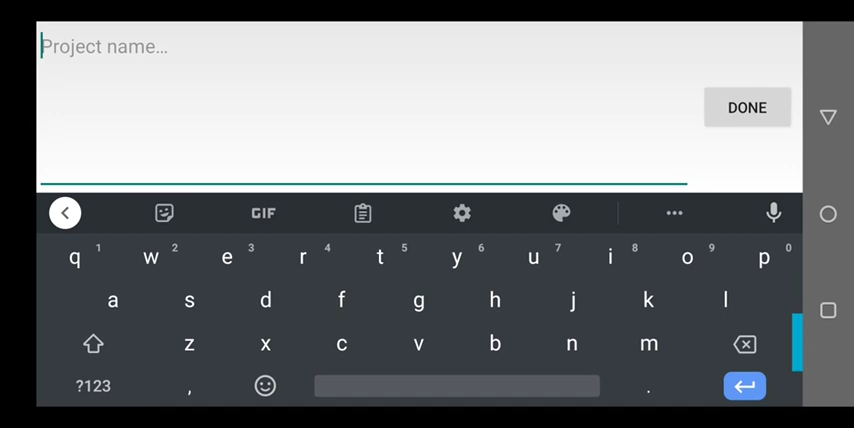 Project name...
DONE
GIF
q 1 w 2 e 3 r 4 t 5 y 6 u 7 i 8 o 9 p 0
a s d f g h j k l
z x c v b n m
?123 , .